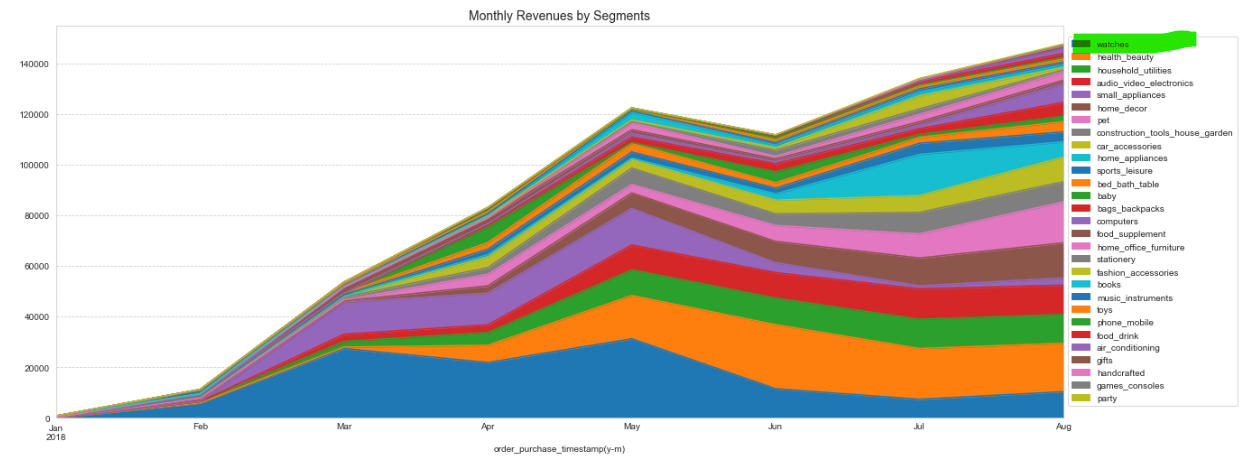 Monthly Revenues by Segments
140000
120000
100000
80000
60000
40000
20000
0
Jan
2018
Feb
Mar
Apr
May
Jun
Jul
Aug
order_purchase_timestamp(y-m)
watches
health_beauty
household_utilities
audio_video_electronics
small_appliances
home_decor
pet
construction_tools_house_garden
car_accessories
home_appliances
sports_leisure
bed_bath_table
baby
bags_backpacks
computers
food_supplement
home_office_furniture
stationery
fashion_accessories
books
music_instruments
toys
phone_mobile
food_drink
air_conditioning
gifts
handcrafted
games_consoles
party